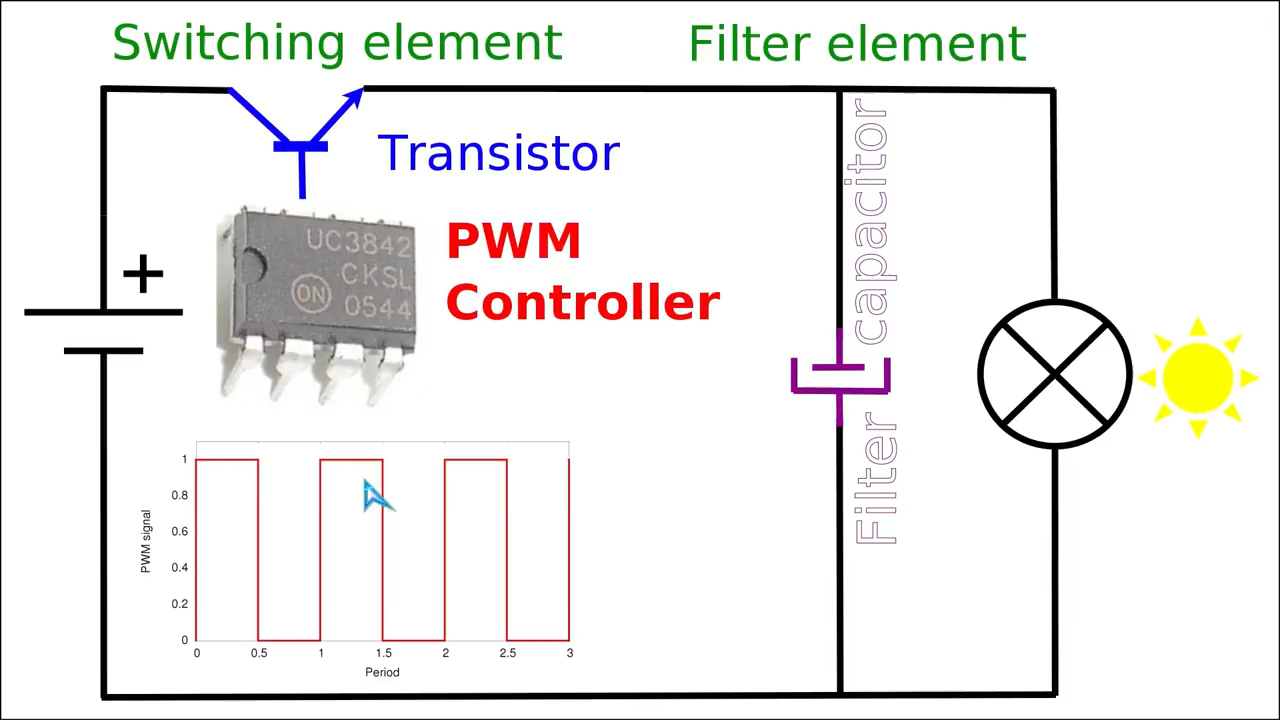 Switching element
Filter element
Transistor
PWM
Controller
UC3842
CKSL
ON
0544
+
Filter capacitor
PWM signal
1
0.8
0.6
0.4
0.2
0
0 0.5 1 1.5 2 2.5 3
Period